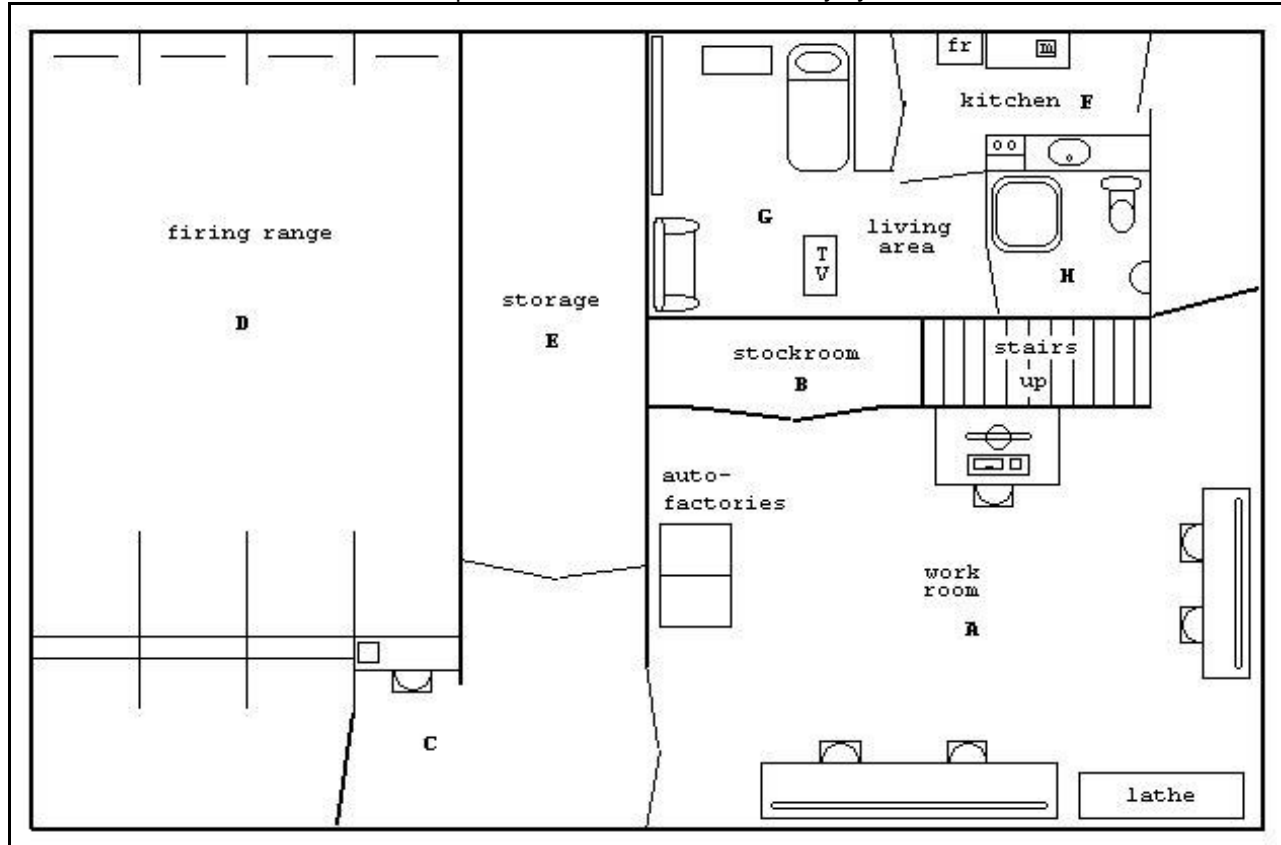 fr
m
kitchen F
firing range
D
storage
E
G
living
area
T
V
H
stockroom
B
stairs
up
auto-
factories
work
room
A
C
lathe